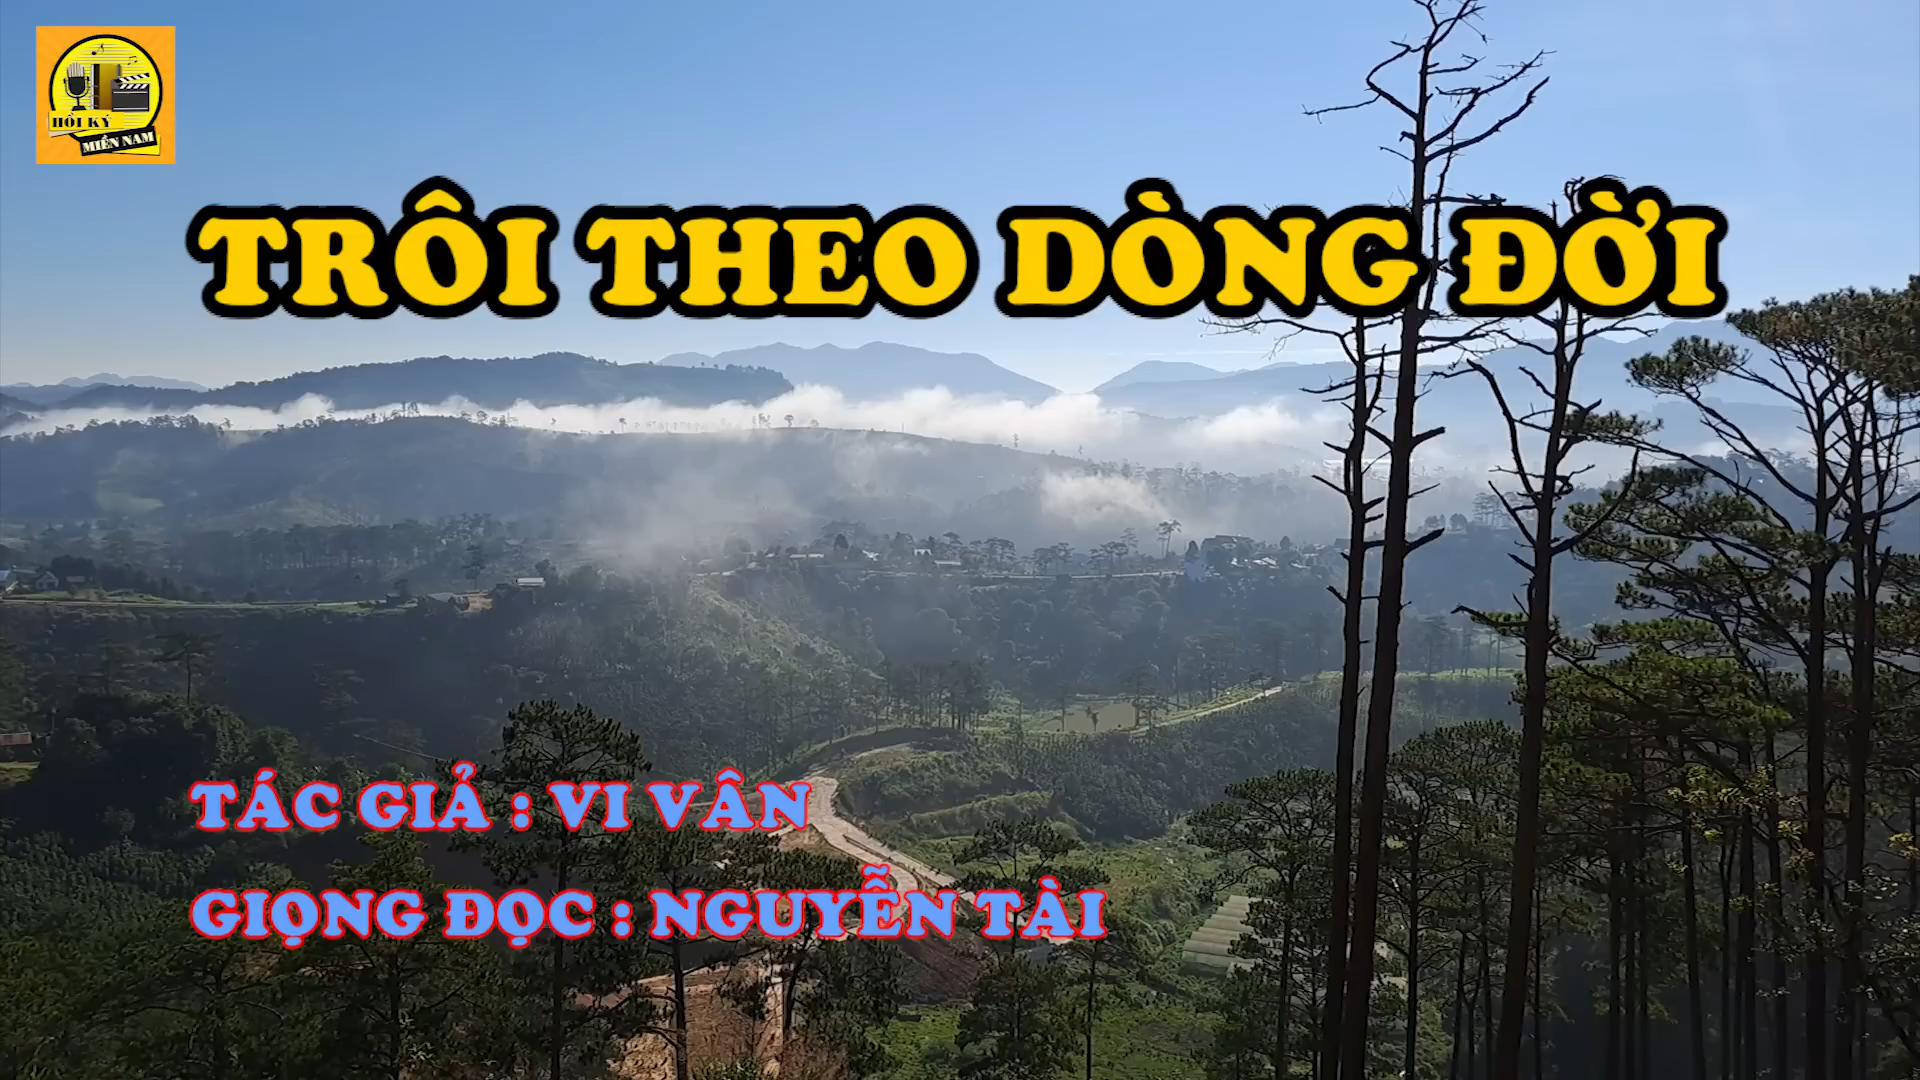 HỒI KÝ
MIỀN NAM
TRÔI THEO DÒNG ĐỜI
TÁC GIẢ : VI VÂN
GIỌNG ĐỌC : NGUYỄN TÀI